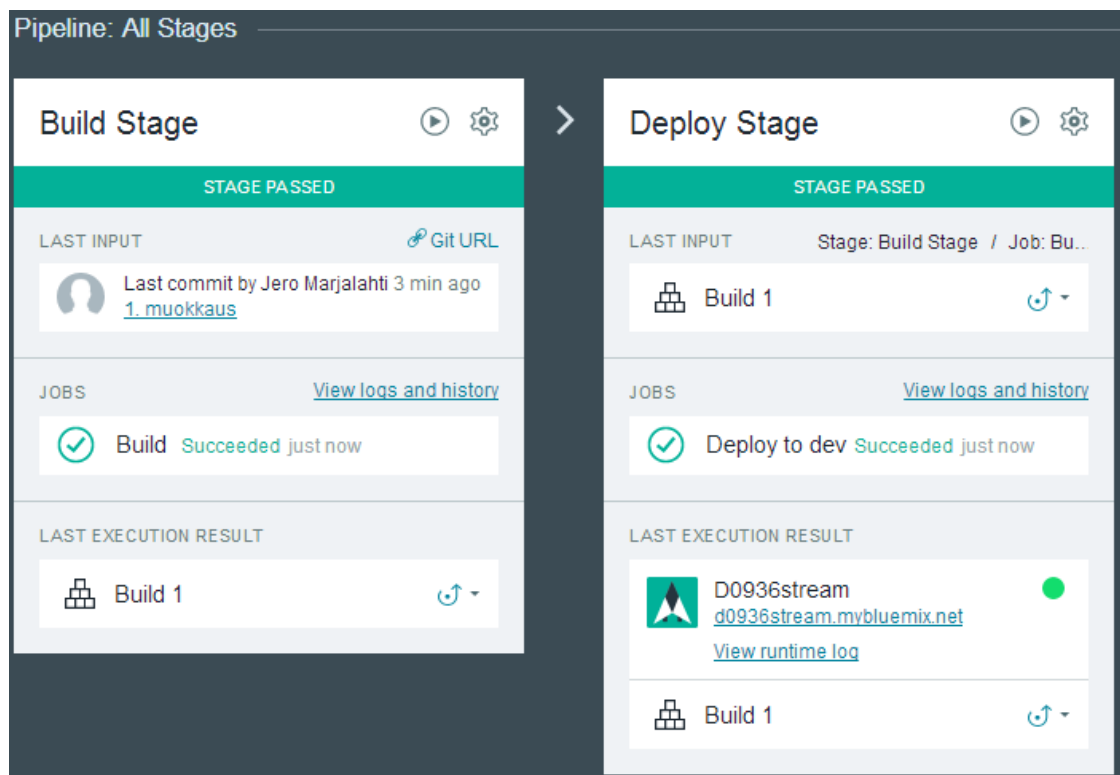 Pipeline: All Stages
Build Stage
STAGE PASSED
LAST INPUT Git URL
Last commit by Jero Marjalahti 3 min ago
1. muokkaus
JOBS View logs and history
Build Succeeded just now
LAST EXECUTION RESULT
Build 1
Deploy Stage
STAGE PASSED
LAST INPUT Stage: Build Stage / Job: Bu..
Build 1
JOBS View logs and history
Deploy to dev Succeeded just now
LAST EXECUTION RESULT
D0936stream
d0936stream.mybluemix.net
View runtime log
Build 1